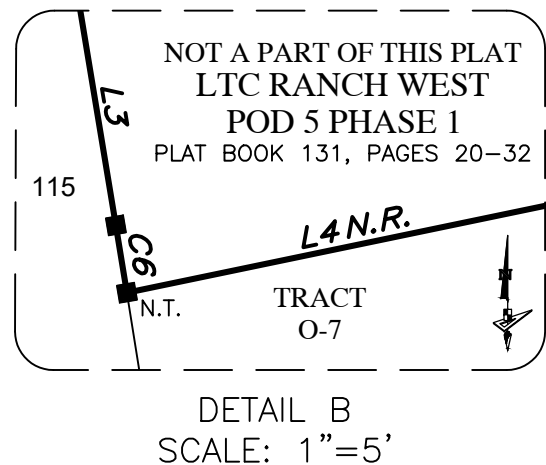 NOT A PART OF THIS PLAT
LTC RANCH WEST
POD 5 PHASE 1
PLAT BOOK 131, PAGES 20-32
L3
115
C6
L4 N.R.
N.T.
TRACT
O-7
N
DETAIL B
SCALE: 1"=5'